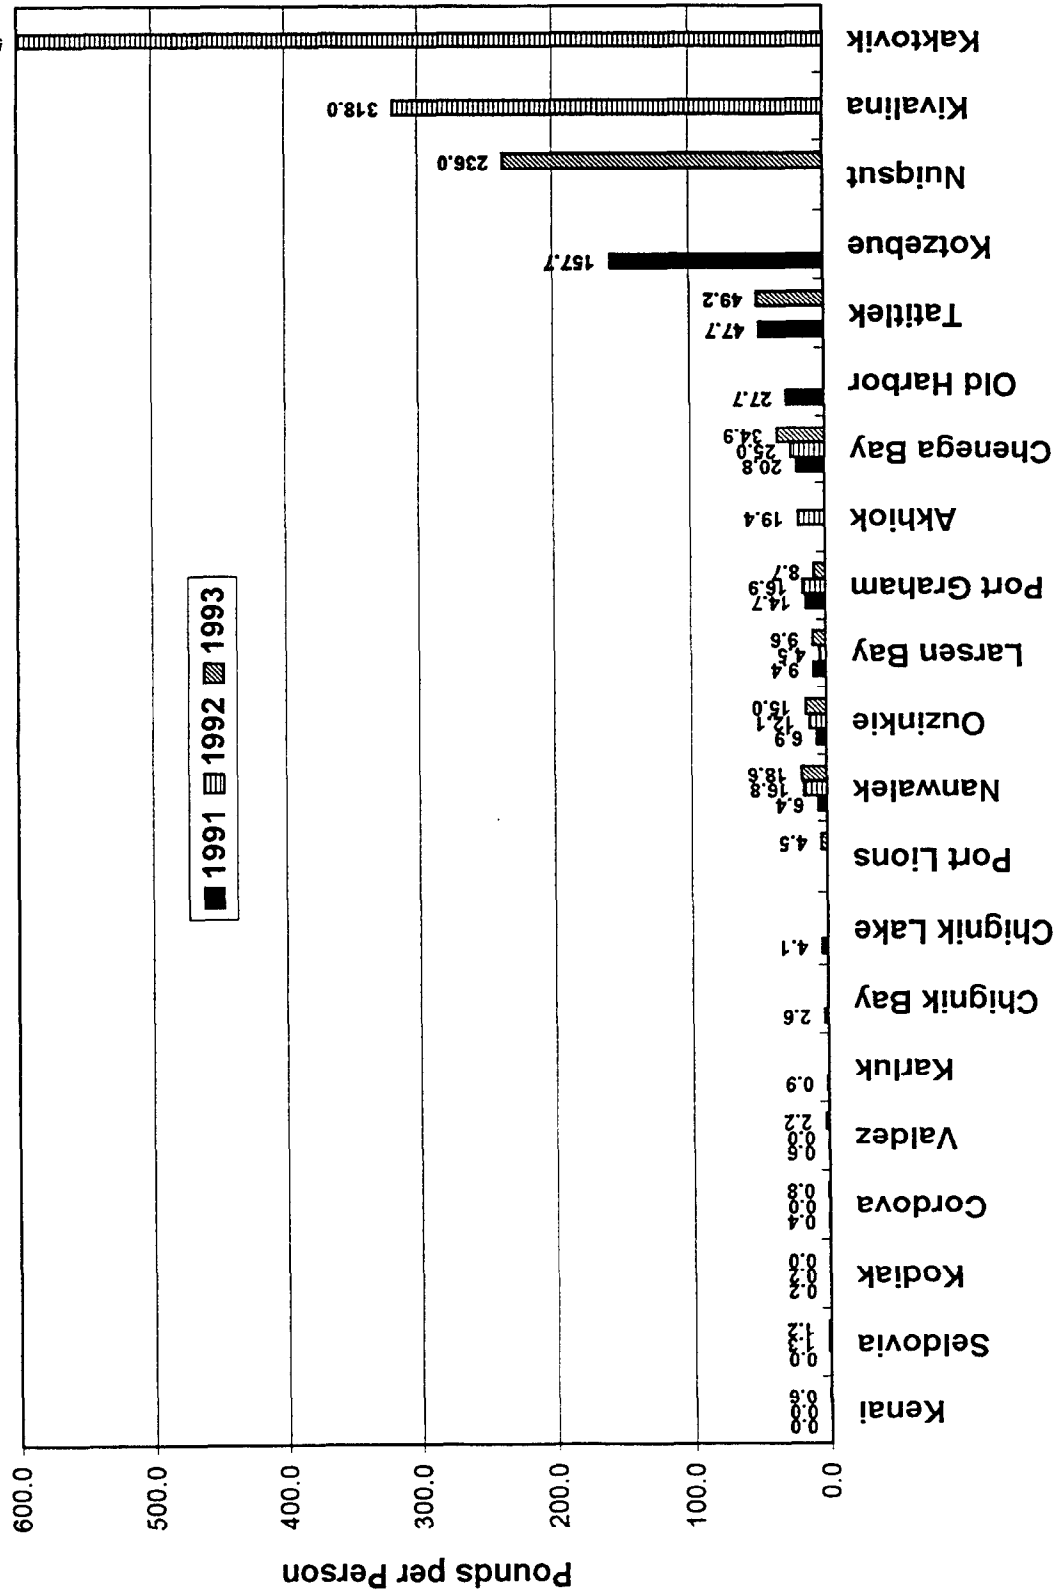 Pounds per Person
600.0
500.0
400.0
300.0
200.0
100.0
0.0
1991
1992
1993
0.0
0.0
0.6
0.0
1.3
1.2
0.2
0.2
0.0
0.4
0.0
0.8
0.6
0.0
2.2
0.9
2.6
4.1
4.5
6.4
16.8
18.6
6.9
12.1
15.0
9.4
4.5
9.6
14.7
16.9
8.7
19.4
20.8
25.0
34.9
27.7
47.7
49.2
157.7
236.0
318.0
Kenai
Seldovia
Kodiak
Cordova
Valdez
Karluk
Chignik Bay
Chignik Lake
Port Lions
Nanwalek
Ouzinkie
Larsen Bay
Port Graham
Akhiok
Chenega Bay
Old Harbor
Tatitlek
Kotzebue
Nuiqsut
Kivalina
Kaktovik